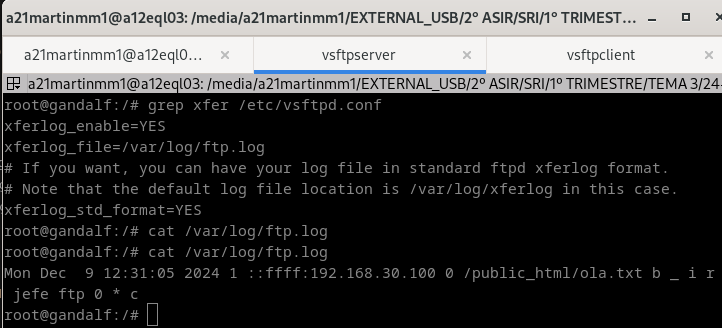 a21martinmm1@a12eql03: /media/a21martinmm1/EXTERNAL_USB/2º ASIR/SRI/1º TRIMEST...
a21martinmm1@a12eql0... × vsftpserver × vsftpclient ×
a21martinmm1@a12eql03: /media/a21martinmm1/EXTERNAL_USB/2º ASIR/SRI/1º TRIMESTRE/TEMA 3/24-
root@gandalf:/# grep xfer /etc/vsftpd.conf
xferlog_enable=YES
xferlog_file=/var/log/ftp.log
# If you want, you can have your log file in standard ftpd xferlog format.
# Note that the default log file location is /var/log/xferlog in this case.
xferlog_std_format=YES
root@gandalf:/# cat /var/log/ftp.log
root@gandalf:/# cat /var/log/ftp.log
Mon Dec  9 12:31:05 2024 1 ::ffff:192.168.30.100 0 /public_html/ola.txt b _ i r
 jefe ftp 0 * c
root@gandalf:/#